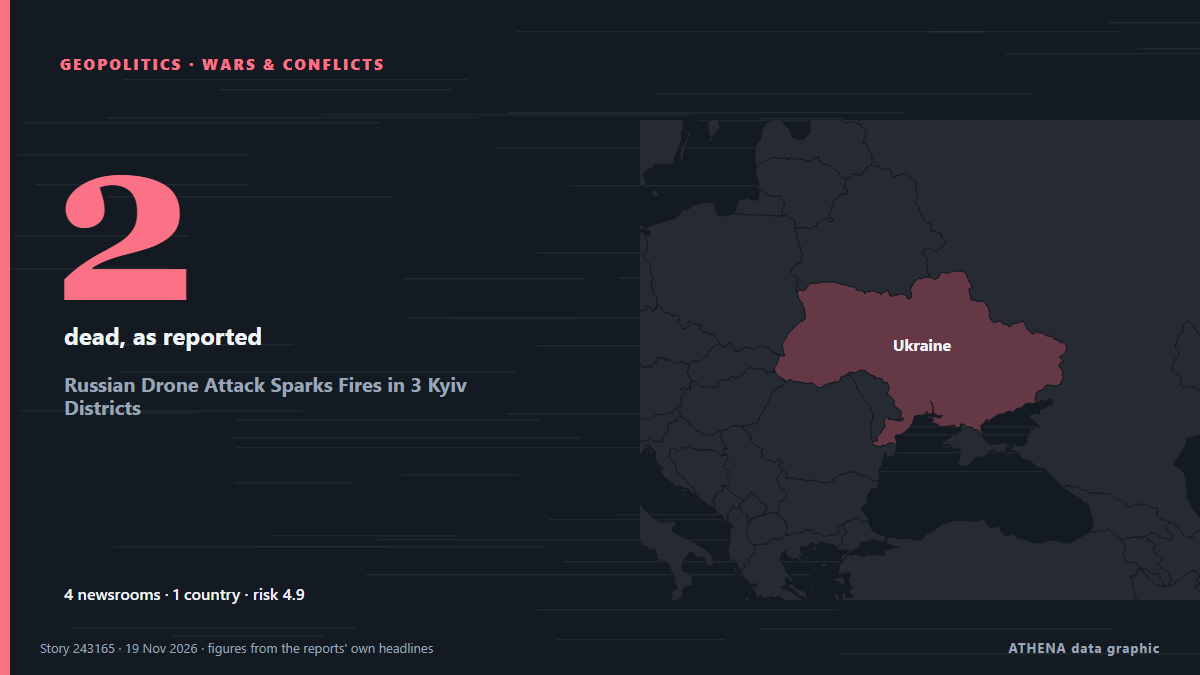 GEOPOLITICS · WARS & CONFLICTS
2
dead, as reported
Russian Drone Attack Sparks Fires in 3 Kyiv
Districts
Ukraine
4 newsrooms · 1 country · risk 4.9
Story 243165 · 19 Nov 2026 · figures from the reports' own headlines
ATHENA data graphic